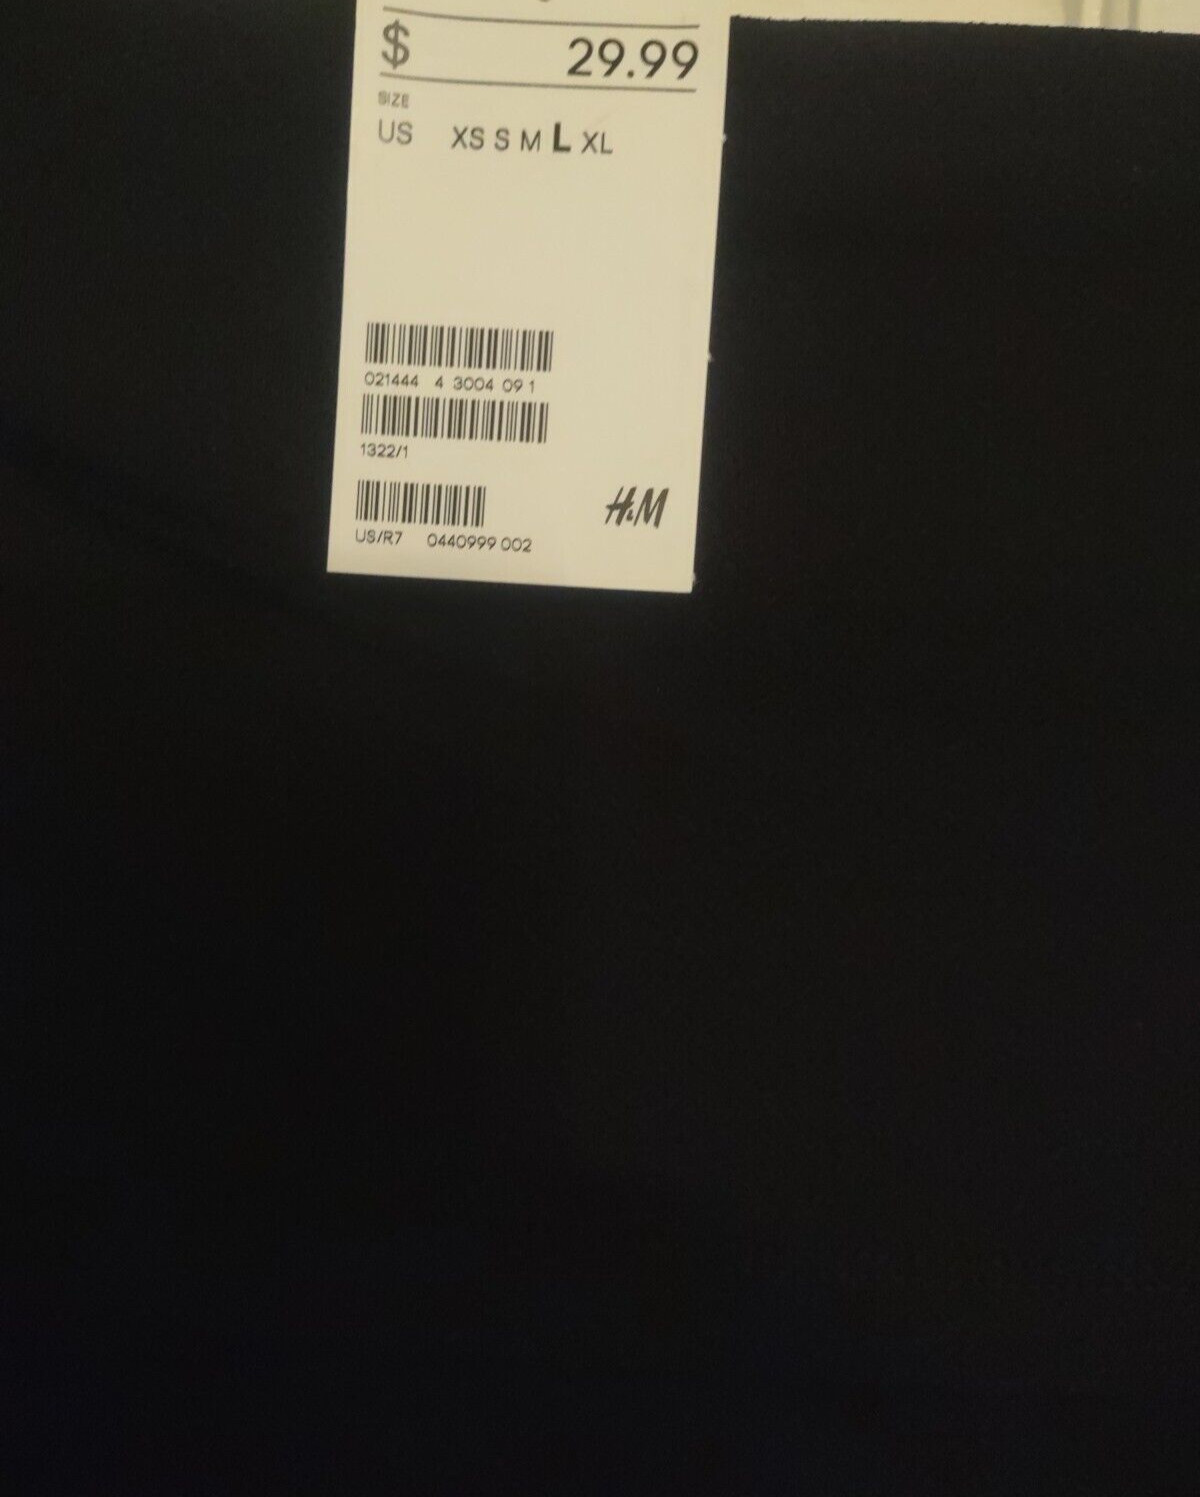 $ 29.99
SIZE
US XS S M L XL
021444 4 3004 09 1
1322/1
H&M
US/R7 0440999 002